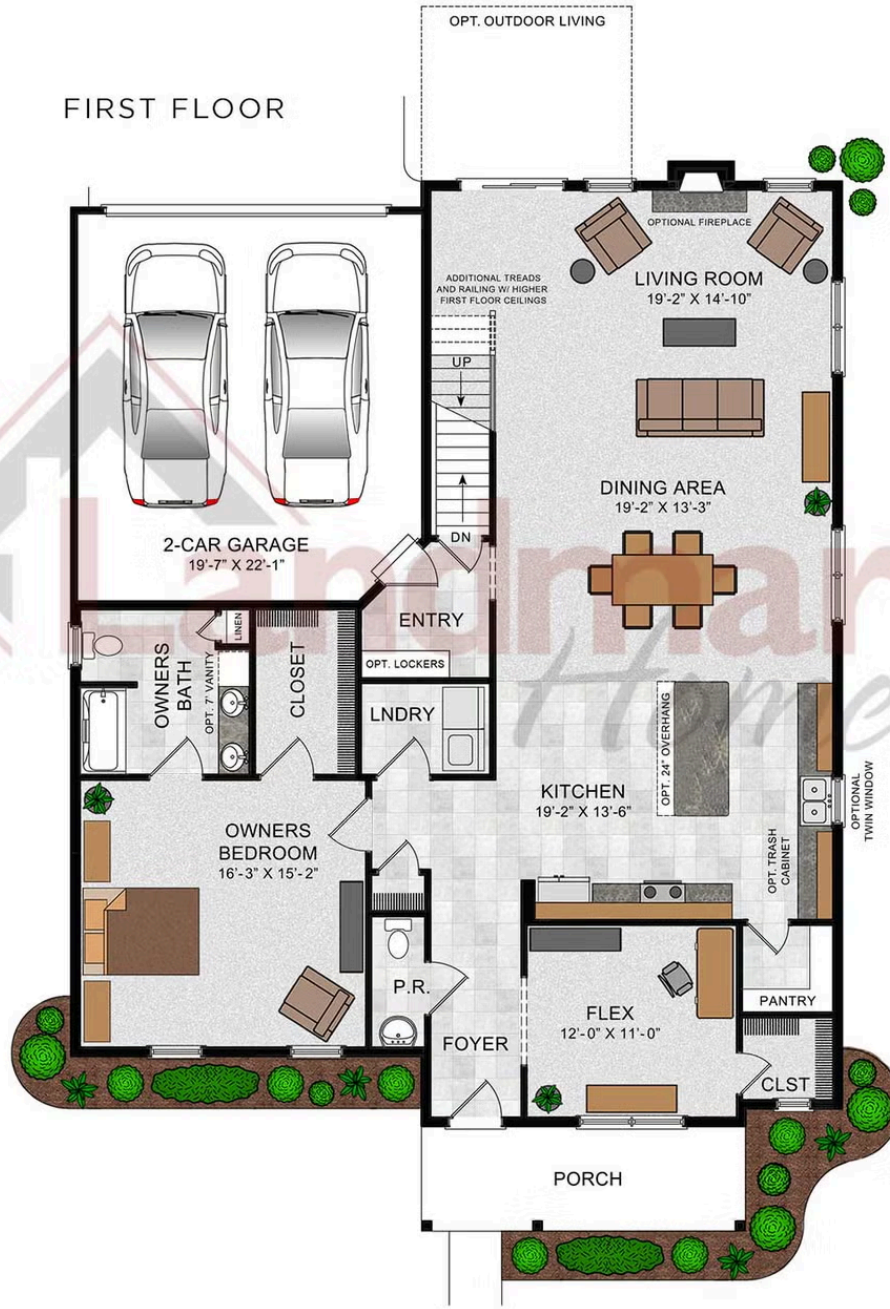 OPT. OUTDOOR LIVING
FIRST FLOOR
OPTIONAL FIREPLACE
ADDITIONAL TREADS
AND RAILING W/ HIGHER
FIRST FLOOR CEILINGS
LIVING ROOM
19'-2" X 14'-10"
UP
DINING AREA
19'-2" X 13'-3"
DN
2-CAR GARAGE
19'-7" X 22'-1"
Landmar
Home
ENTRY
OPT. LOCKERS
LINEN
OWNERS
BATH
OPT. 7' VANITY
CLOSET
LNDRY
OPT. 24" OVERHANG
KITCHEN
19'-2" X 13'-6"
OPTIONAL
TWIN WINDOW
OPT. TRASH
CABINET
OWNERS
BEDROOM
16'-3" X 15'-2"
P.R.
PANTRY
FLEX
12'-0" X 11'-0"
FOYER
CLST
PORCH